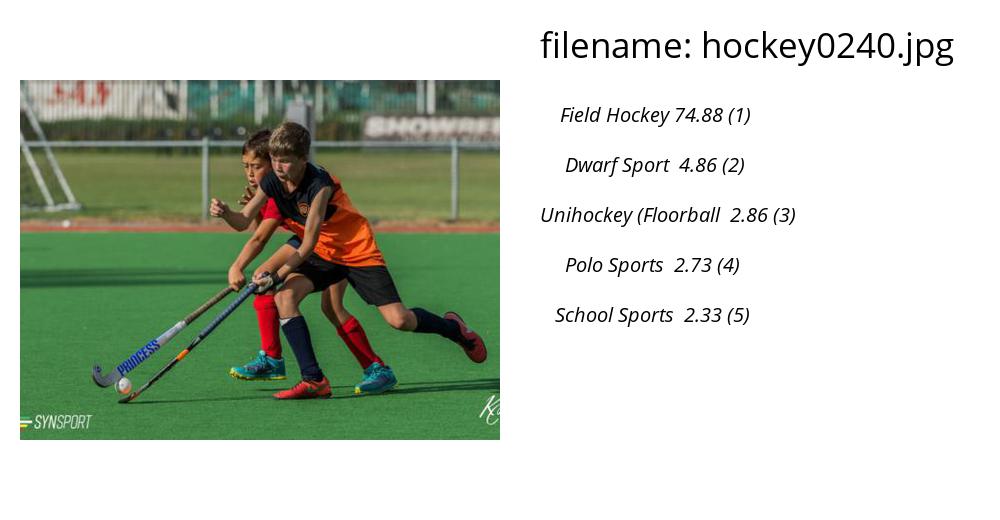 filename: hockey0240.jpg
Field Hockey 74.88 (1)
Dwarf Sport 4.86 (2)
Unihockey (Floorball 2.86 (3)
Polo Sports 2.73 (4)
School Sports 2.33 (5)
PRINCESS
SYNSPORT